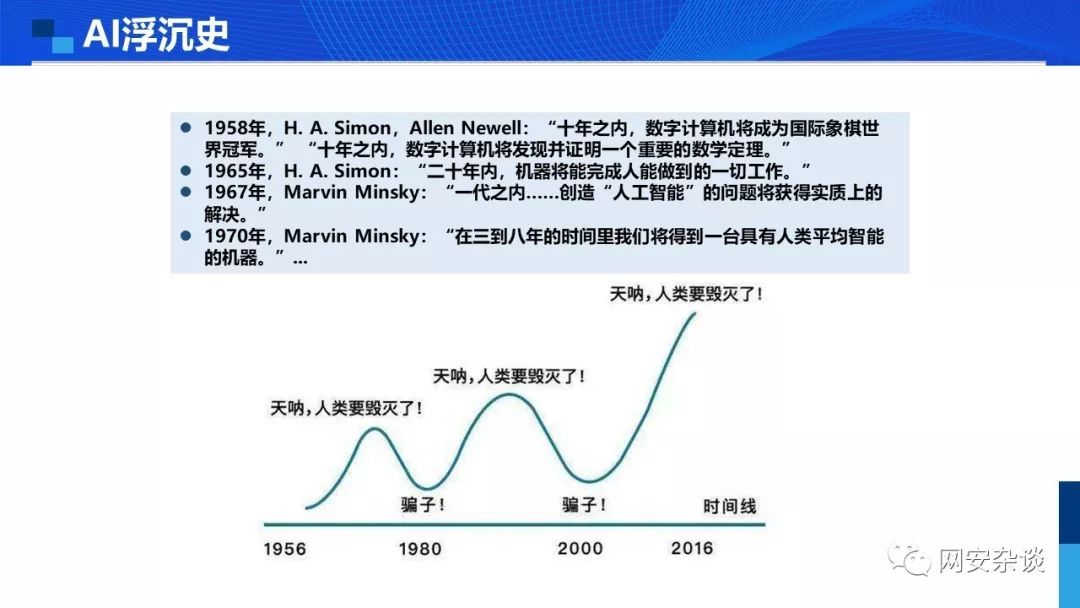 AI浮沉史
● 1958年，H. A. Simon，Allen Newell：“十年之内，数字计算机将成为国际象棋世
界冠军。” “十年之内，数字计算机将发现并证明一个重要的数学定理。”
● 1965年，H. A. Simon：“二十年内，机器将能完成人能做到的一切工作。”
● 1967年，Marvin Minsky：“一代之内……创造“人工智能”的问题将获得实质上的
解决。”
● 1970年，Marvin Minsky：“在三到八年的时间里我们将得到一台具有人类平均智能
的机器。” ...
天呐，人类要毁灭了！
天呐，人类要毁灭了！
天呐，人类要毁灭了！
骗子！
骗子！
时间线
1956
1980
2000
2016
网安杂谈